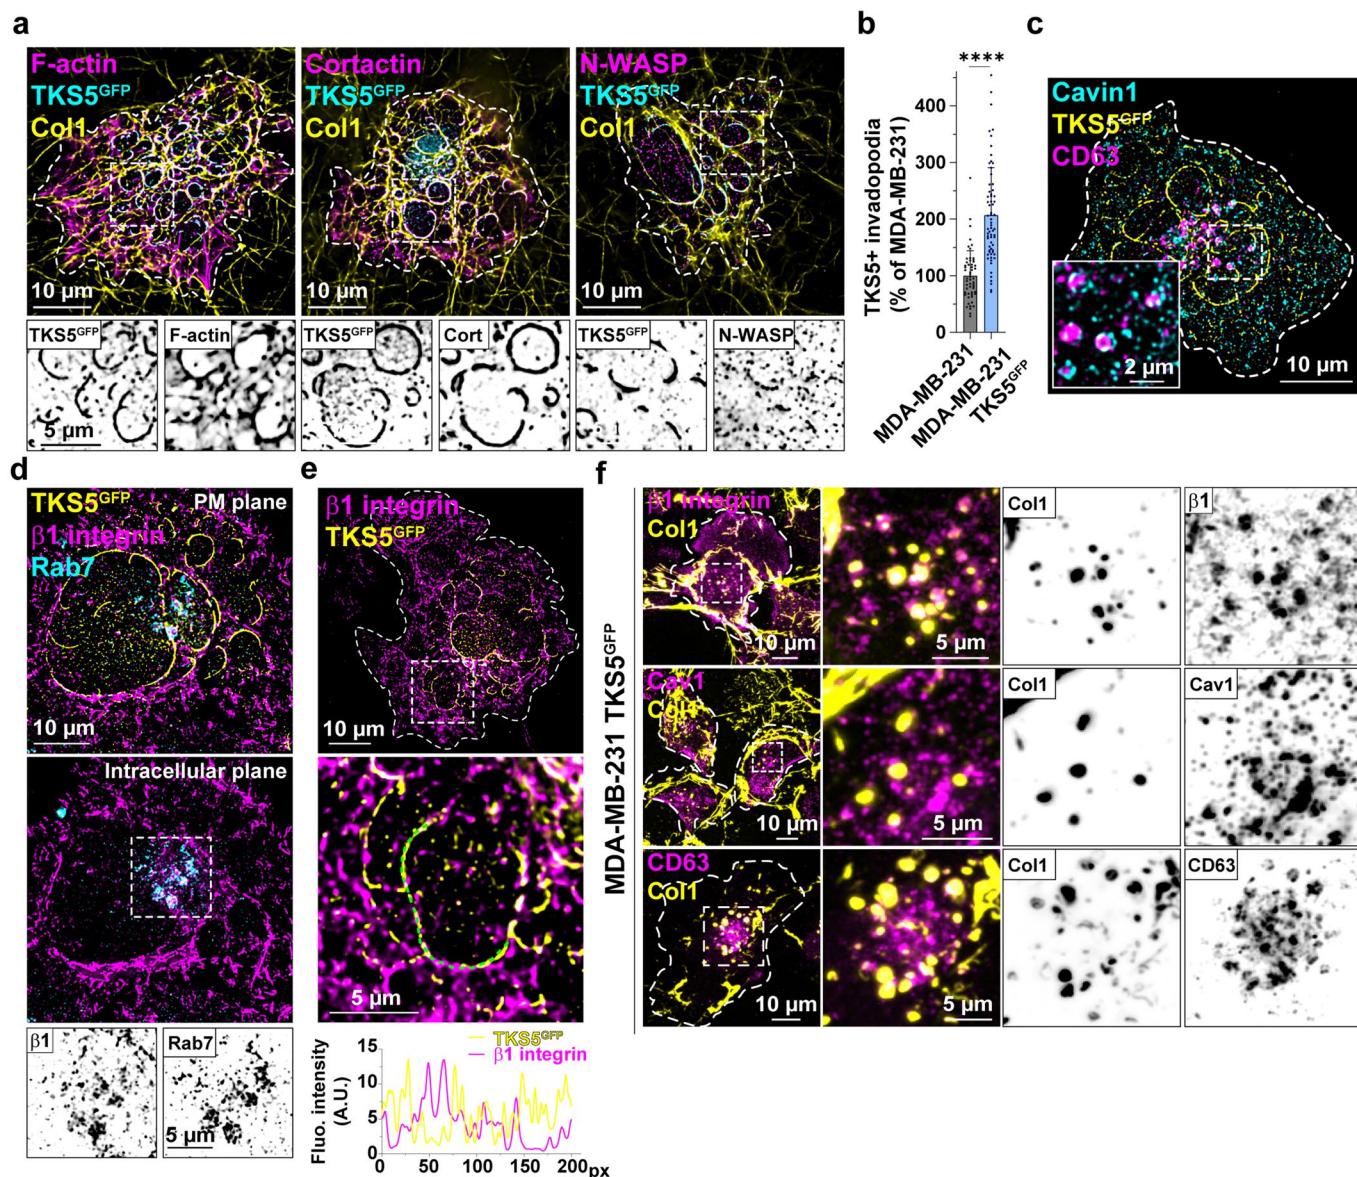 a
F-actin
TKS5GFP
Col1
10 µm
Cortactin
TKS5GFP
Col1
10 µm
N-WASP
TKS5GFP
Col1
10 µm
TKS5GFP
5 µm
F-actin
TKS5GFP
Cort
TKS5GFP
N-WASP
b
****
TKS5+ invadopodia
(% of MDA-MB-231)
400
300
200
100
0
MDA-MB-231
MDA-MB-231
TKS5GFP
c
Cavin1
TKS5GFP
CD63
2 µm
10 µm
d
TKS5GFP
PM plane
β1 integrin
Rab7
10 µm
Intracellular plane
β1
Rab7
5 µm
e
β1 integrin
TKS5GFP
10 µm
5 µm
TKS5GFP
β1 integrin
Fluo. intensity
(A.U.)
15
10
5
0
0
50
100
150
200px
f
MDA-MB-231 TKS5GFP
β1 integrin
Col1
10 µm
5 µm
Col1
β1
Cav1
Col1
10 µm
5 µm
Col1
Cav1
CD63
Col1
10 µm
5 µm
Col1
CD63